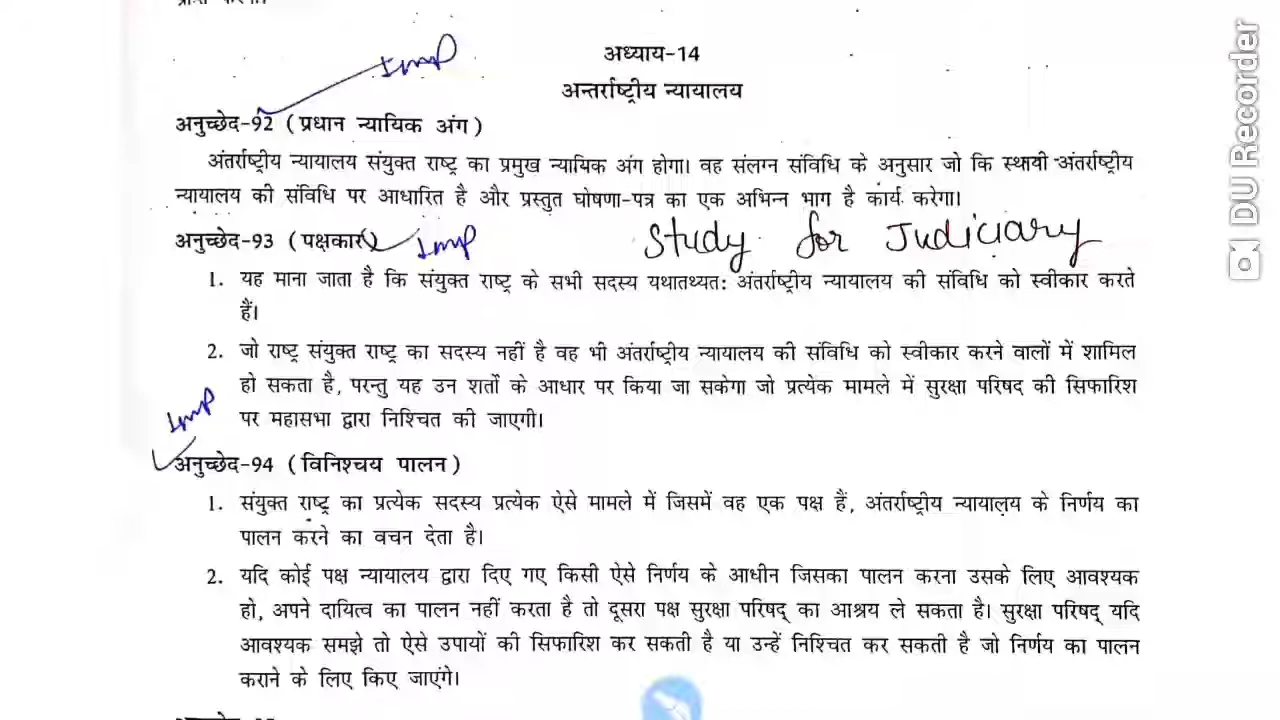 Imp
अध्याय-14
अन्तर्राष्ट्रीय न्यायालय
अनुच्छेद-92 (प्रधान न्यायिक अंग)
अंतर्राष्ट्रीय न्यायालय संयुक्त राष्ट्र का प्रमुख न्यायिक अंग होगा। वह संलग्न संविधि के अनुसार जो कि स्थायी अंतर्राष्ट्रीय
न्यायालय की संविधि पर आधारित है और प्रस्तुत घोषणा-पत्र का एक अभिन्न भाग है कार्य करेगा।
अनुच्छेद-93 (पक्षकार) Imp Study for Judiciary
1. यह माना जाता है कि संयुक्त राष्ट्र के सभी सदस्य यथातथ्यत: अंतर्राष्ट्रीय न्यायालय की संविधि को स्वीकार करते
हैं।
2. जो राष्ट्र संयुक्त राष्ट्र का सदस्य नहीं है वह भी अंतर्राष्ट्रीय न्यायालय की संविधि को स्वीकार करने वालों में शामिल
हो सकता है, परन्तु यह उन शर्तो के आधार पर किया जा सकेगा जो प्रत्येक मामले में सुरक्षा परिषद की सिफारिश
Imp
पर महासभा द्वारा निश्चित की जाएगी।
अनुच्छेद-94 (विनिश्चय पालन)
1. संयुक्त राष्ट्र का प्रत्येक सदस्य प्रत्येक ऐसे मामले में जिसमें वह एक पक्ष हैं, अंतर्राष्ट्रीय न्यायालय के निर्णय का
पालन करने का वचन देता है।
2. यदि कोई पक्ष न्यायालय द्वारा दिए गए किसी ऐसे निर्णय के आधीन जिसका पालन करना उसके लिए आवश्यक
हो, अपने दायित्व का पालन नहीं करता है तो दूसरा पक्ष सुरक्षा परिषद् का आश्रय ले सकता है। सुरक्षा परिषद् यदि
आवश्यक समझे तो ऐसे उपायों की सिफारिश कर सकती है या उन्हें निश्चित कर सकती है जो निर्णय का पालन
कराने के लिए किए जाएंगे।
DU Recorder